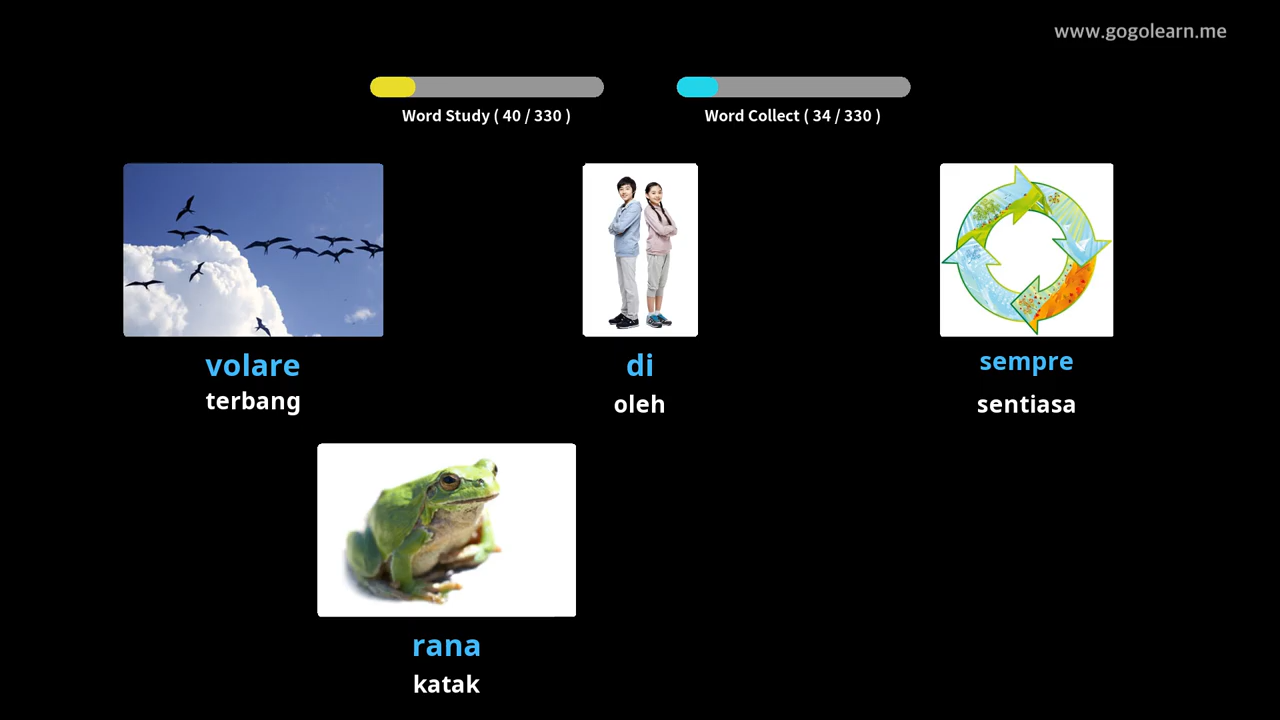 www.gogolearn.me
Word Study ( 40 / 330 )
Word Collect ( 34 / 330 )
volare
terbang
di
oleh
sempre
sentiasa
rana
katak